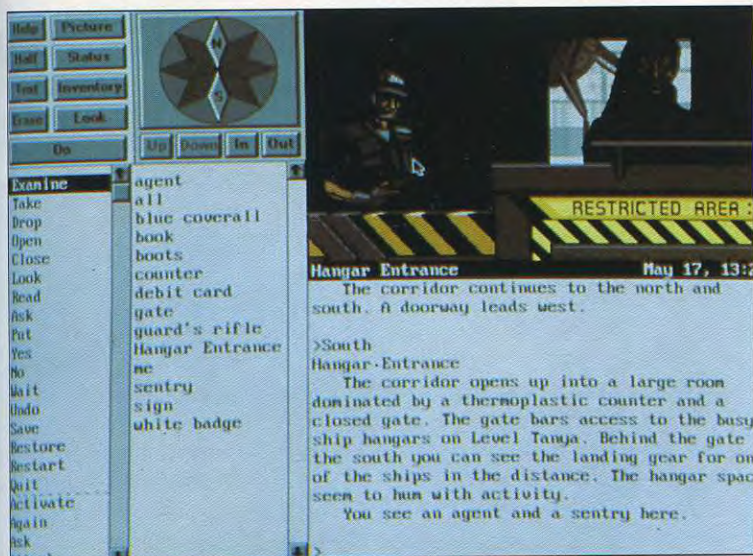 Help Picture
Half Status
Text Inventory
Erase Look
Do
N
S
Up Down In Out
Examine
Take
Drop
Open
Close
Look
Read
Ask
Put
Yes
No
Wait
Undo
Save
Restore
Restart
Quit
Activate
Again
Ask
agent
all
blue coverall
book
boots
counter
debit card
gate
guard's rifle
Hangar Entrance
me
sentry
sign
white badge
RESTRICTED AREA :
Hangar Entrance May 17, 13:2
The corridor continues to the north and
south. A doorway leads west.
>South
Hangar Entrance
The corridor opens up into a large room
dominated by a thermoplastic counter and a
closed gate. The gate bars access to the busy
ship hangars on Level Tanya. Behind the gate
the south you can see the landing gear for on
of the ships in the distance. The hangar spac
seem to hum with activity.
You see an agent and a sentry here.
>